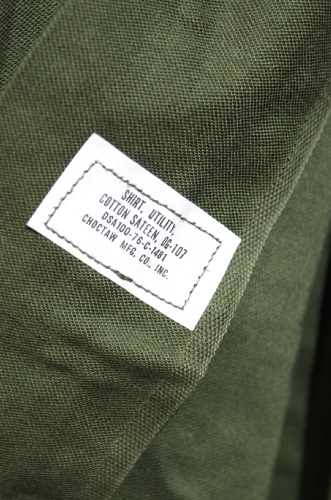 SHIRT, UTILITY,
COTTON SATEEN, OG-107
DSA100-76-C-1481
CHOCTAW MFG. CO., INC.